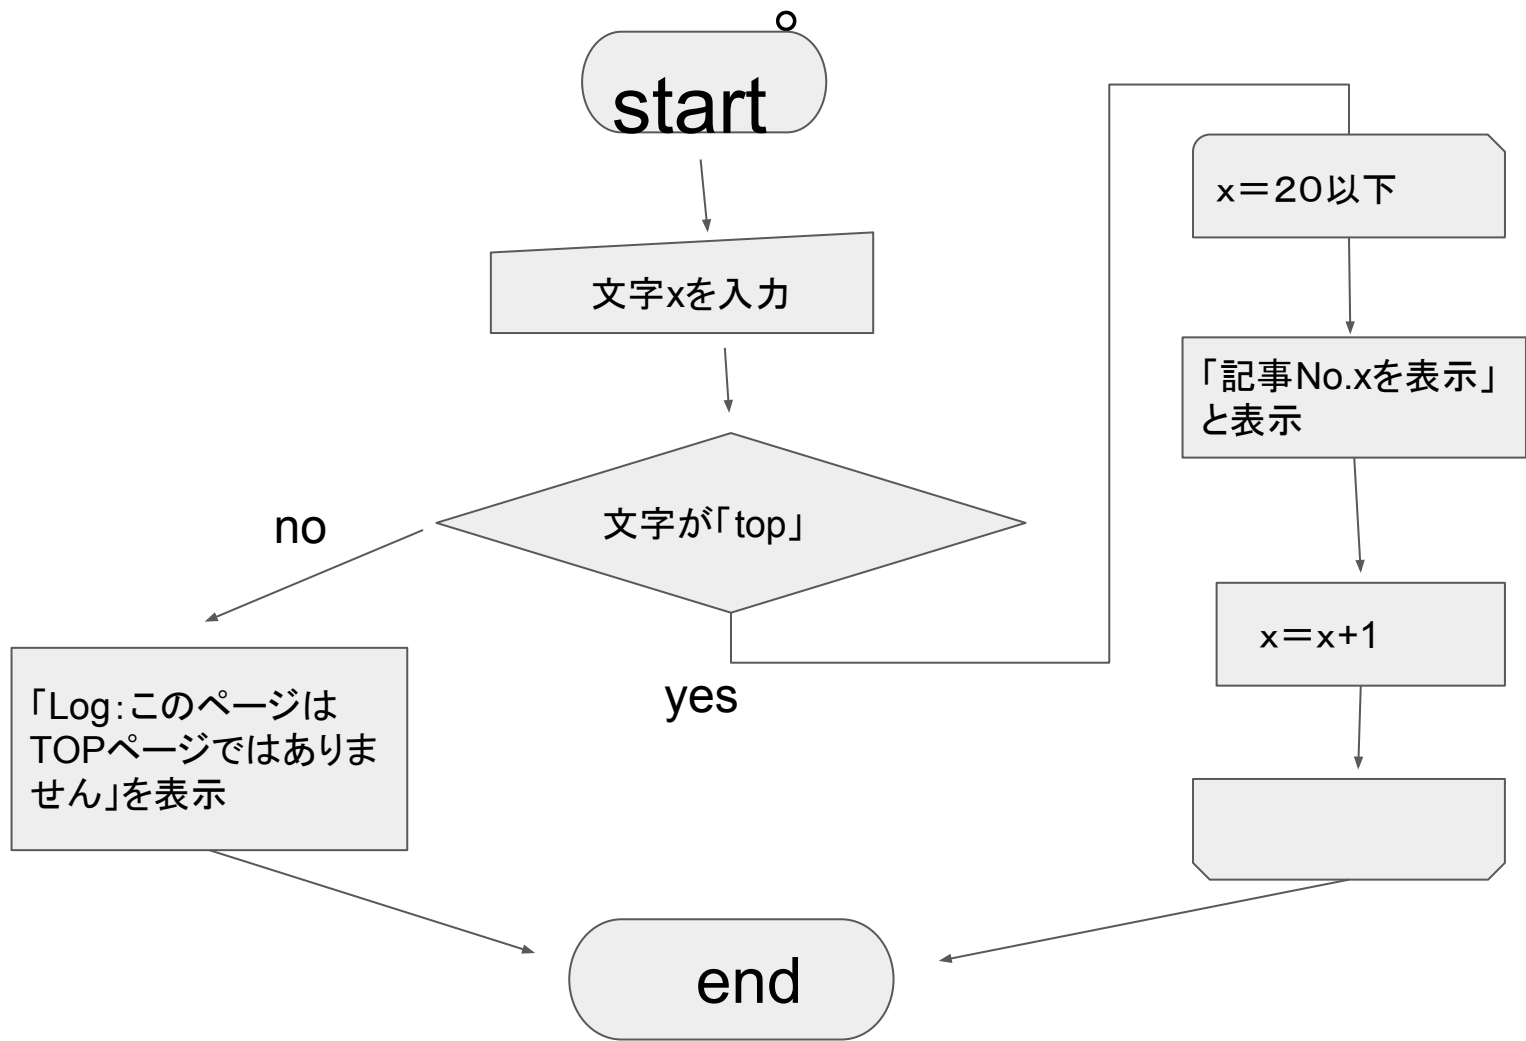 。
start
文字xを入力
文字が「top」
no
yes
「Log：このページは
TOPページではありま
せん」を表示
ｘ＝２０以下
「記事No.xを表示」
と表示
ｘ＝ｘ+1
end